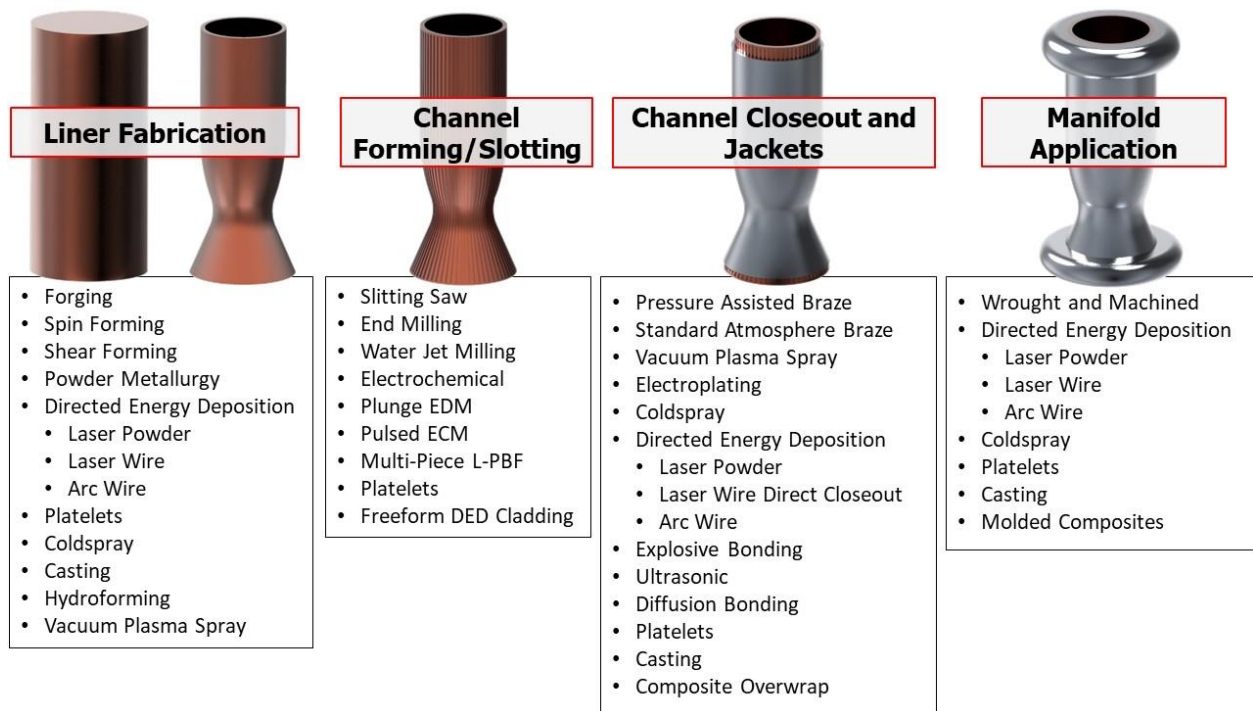 Liner Fabrication
• Forging
• Spin Forming
• Shear Forming
• Powder Metallurgy
• Directed Energy Deposition
• Laser Powder
• Laser Wire
• Arc Wire
• Platelets
• Coldspray
• Casting
• Hydroforming
• Vacuum Plasma Spray
Channel
Forming/Slotting
• Slitting Saw
• End Milling
• Water Jet Milling
• Electrochemical
• Plunge EDM
• Pulsed ECM
• Multi-Piece L-PBF
• Platelets
• Freeform DED Cladding
Channel Closeout and
Jackets
• Pressure Assisted Braze
• Standard Atmosphere Braze
• Vacuum Plasma Spray
• Electroplating
• Coldspray
• Directed Energy Deposition
• Laser Powder
• Laser Wire Direct Closeout
• Arc Wire
• Explosive Bonding
• Ultrasonic
• Diffusion Bonding
• Platelets
• Casting
• Composite Overwrap
Manifold
Application
• Wrought and Machined
• Directed Energy Deposition
• Laser Powder
• Laser Wire
• Arc Wire
• Coldspray
• Platelets
• Casting
• Molded Composites